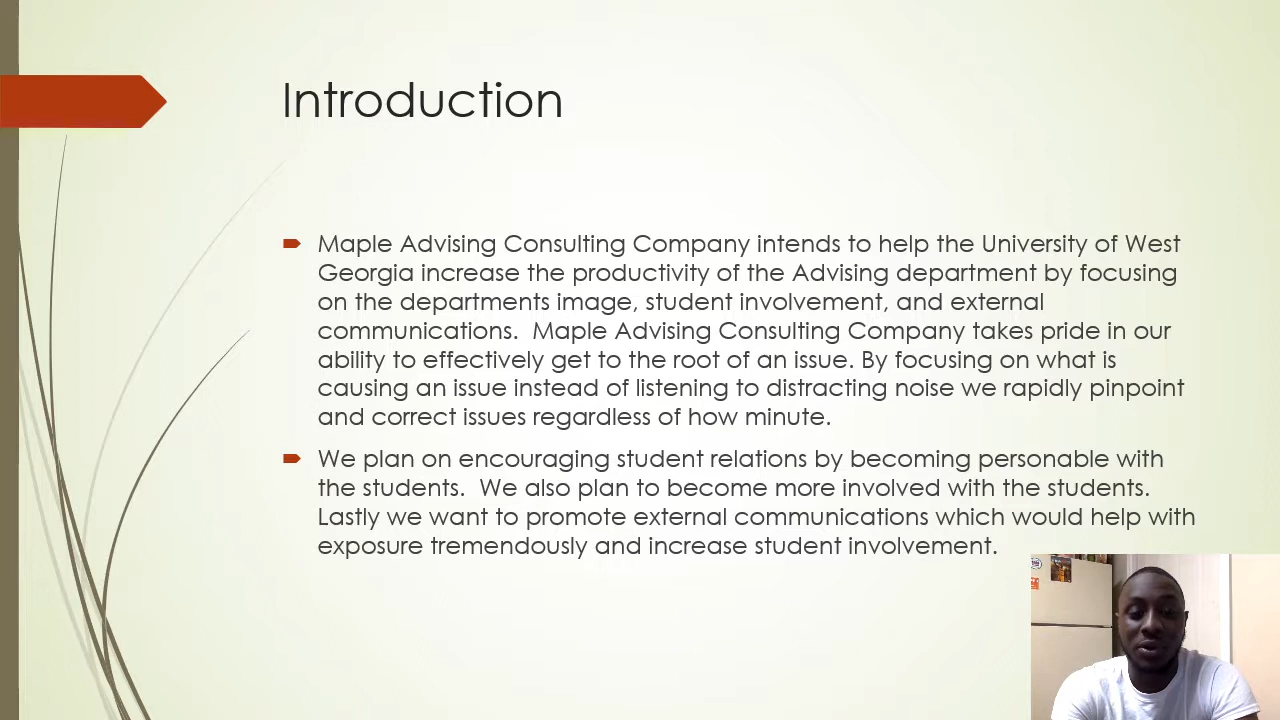 Introduction
Maple Advising Consulting Company intends to help the University of West
Georgia increase the productivity of the Advising department by focusing
on the departments image, student involvement, and external
communications.  Maple Advising Consulting Company takes pride in our
ability to effectively get to the root of an issue. By focusing on what is
causing an issue instead of listening to distracting noise we rapidly pinpoint
and correct issues regardless of how minute.
We plan on encouraging student relations by becoming personable with
the students.  We also plan to become more involved with the students.
Lastly we want to promote external communications which would help with
exposure tremendously and increase student involvement.